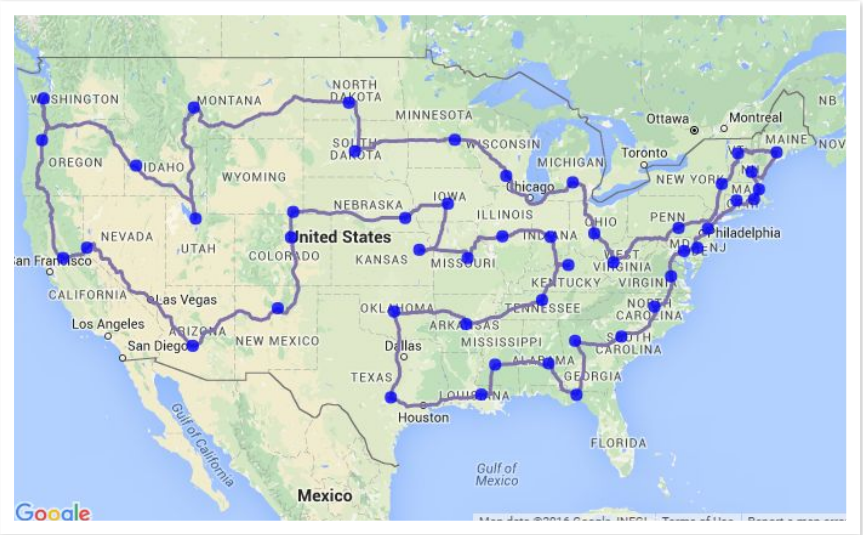 NORTH
DAKOTA
WASHINGTON
MONTANA
MINNESOTA
Ottawa
Montreal
NB
MAINE
NOV
VT
SOUTH
DAKOTA
WISCONSIN
Toronto
OREGON
IDAHO
WYOMING
MICHIGAN
NEW YORK
MA
Chicago
IOWA
NEBRASKA
ILLINOIS
OHIO
PENN
Philadelphia
NEVADA
UTAH
COLORADO
United States
INDIANA
MD
DE
NJ
San Francisco
KANSAS
MISSOURI
WEST
VIRGINIA
VIRGINIA
KENTUCKY
CALIFORNIA
Las Vegas
OKLAHOMA
TENNESSEE
NORTH
CAROLINA
Los Angeles
ARIZONA
NEW MEXICO
ARKANSAS
MISSISSIPPI
SOUTH
CAROLINA
San Diego
Dallas
ALABAMA
TEXAS
LOUISIANA
GEORGIA
Houston
Gulf of California
FLORIDA
Gulf of
Mexico
Mexico
Google
Map data ©2016 Google, INEGI
Terms of Use
Report a map error